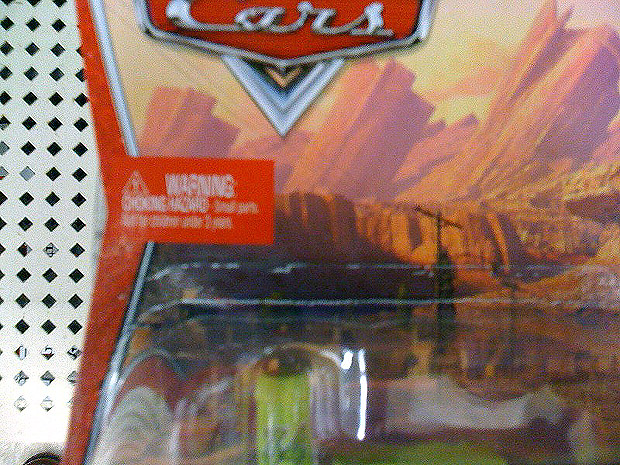 Cars
WARNING:
CHOKING HAZARD-Small parts
Not for children under 3 years.